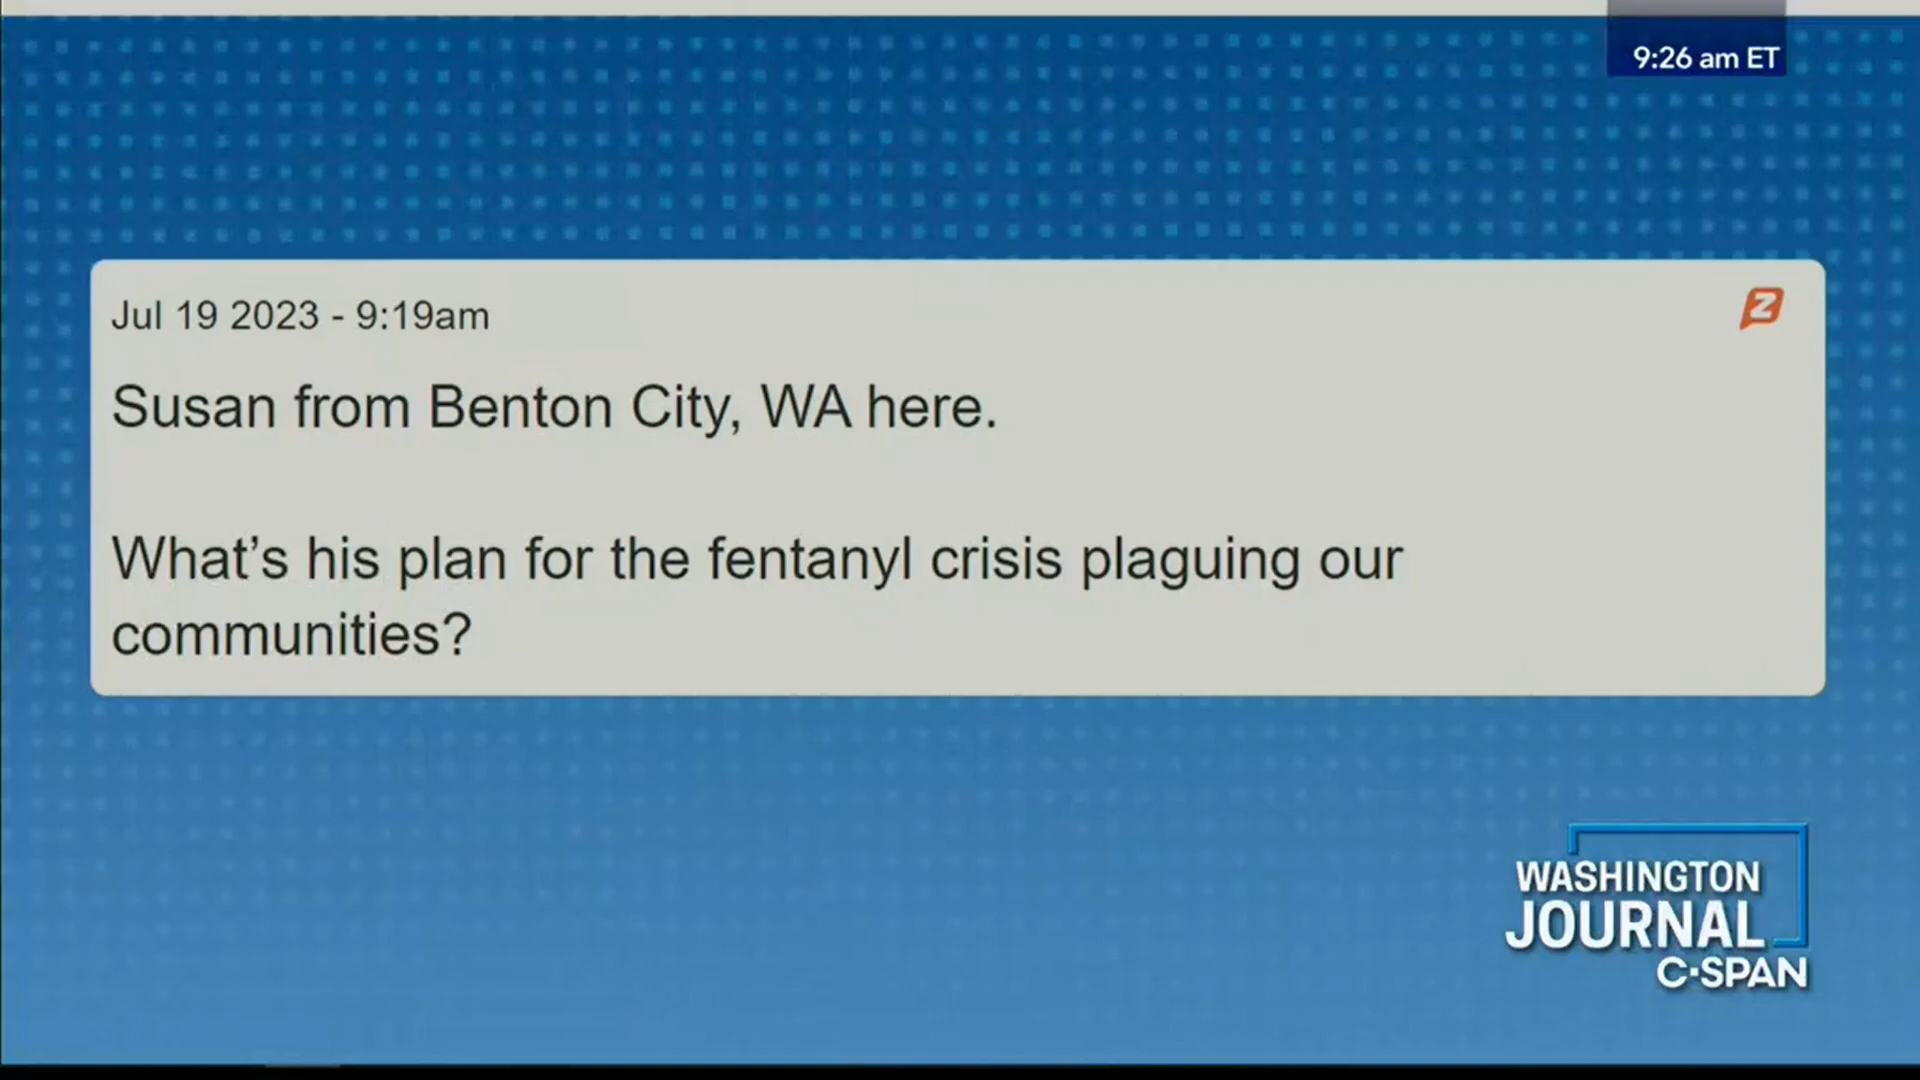 9:26 am ET
Jul 19 2023 - 9:19am
Susan from Benton City, WA here.
What’s his plan for the fentanyl crisis plaguing our
communities?
WASHINGTON
JOURNAL
C·SPAN